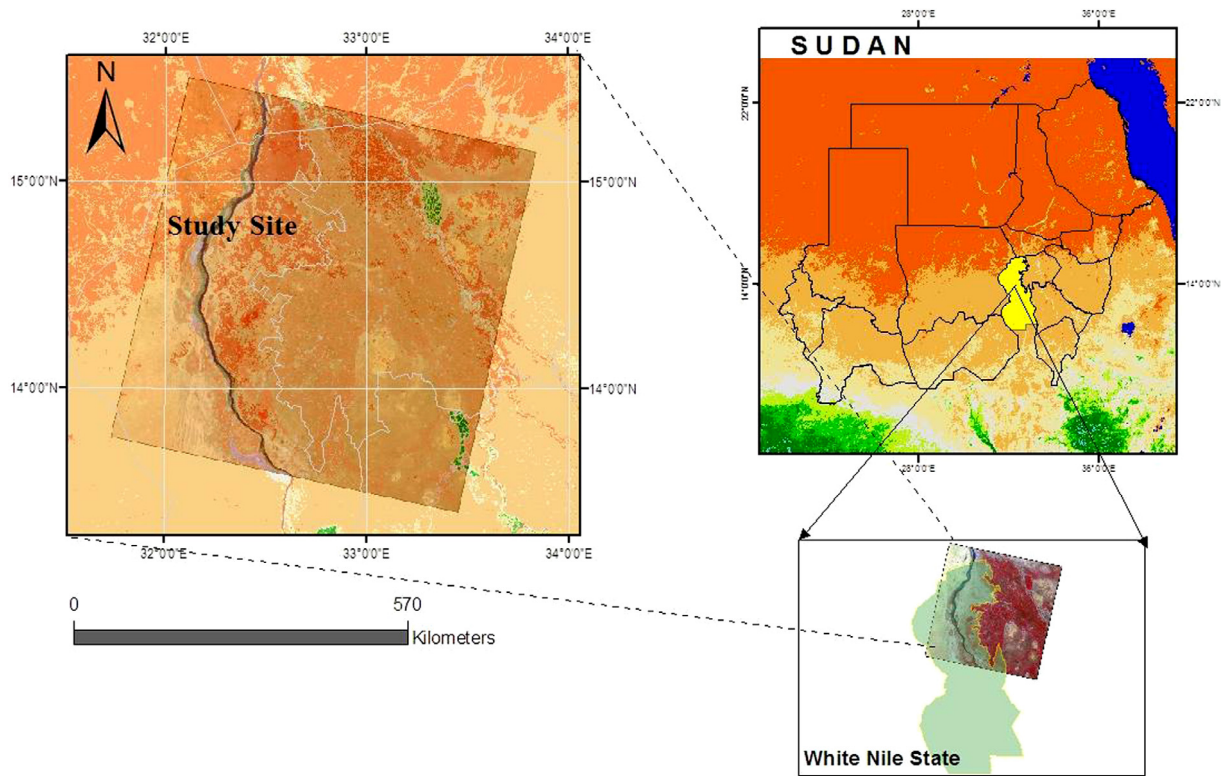 32°0'0"E 33°0'0"E 34°0'0"E
N
15°0'0"N 15°0'0"N
Study Site
14°0'0"N 14°0'0"N
32°0'0"E 33°0'0"E 34°0'0"E
0 570
Kilometers
28°0'0"E 36°0'0"E
SUDAN
22°0'0"N 22°0'0"N
14°0'0"N 14°0'0"N
28°0'0"E 36°0'0"E
White Nile State